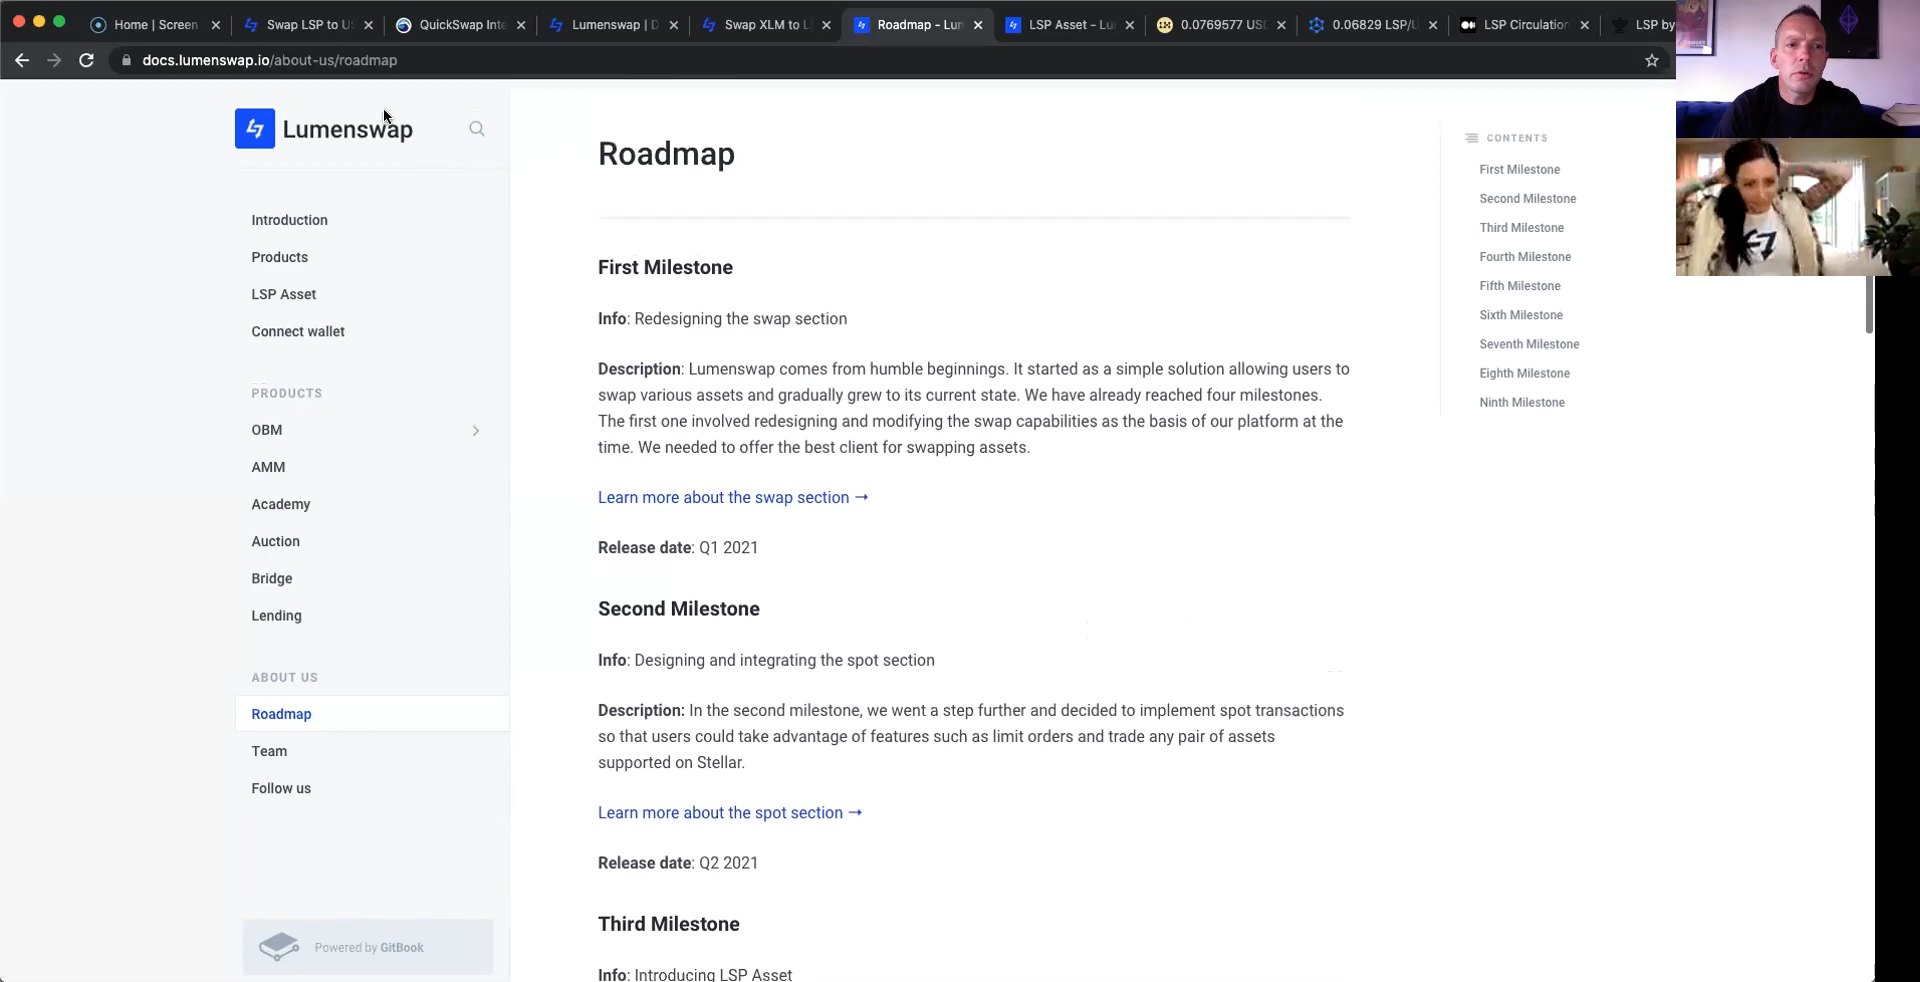 Home | Screen
Swap LSP to U
QuickSwap Int
Lumenswap | D
Swap XLM to L
Roadmap - Lum
LSP Asset - Lu
0.0769577 US
0.06829 LSP/U
LSP Circulation
LSP by
docs.lumenswap.io/about-us/roadmap
Lumenswap
Introduction
Products
LSP Asset
Connect wallet
PRODUCTS
OBM
AMM
Academy
Auction
Bridge
Lending
ABOUT US
Roadmap
Team
Follow us
Powered by GitBook
Roadmap
First Milestone
Info: Redesigning the swap section
Description: Lumenswap comes from humble beginnings. It started as a simple solution allowing users to
swap various assets and gradually grew to its current state. We have already reached four milestones.
The first one involved redesigning and modifying the swap capabilities as the basis of our platform at the
time. We needed to offer the best client for swapping assets.
Learn more about the swap section →
Release date: Q1 2021
Second Milestone
Info: Designing and integrating the spot section
Description: In the second milestone, we went a step further and decided to implement spot transactions
so that users could take advantage of features such as limit orders and trade any pair of assets
supported on Stellar.
Learn more about the spot section →
Release date: Q2 2021
Third Milestone
Info: Introducing LSP Asset
CONTENTS
First Milestone
Second Milestone
Third Milestone
Fourth Milestone
Fifth Milestone
Sixth Milestone
Seventh Milestone
Eighth Milestone
Ninth Milestone